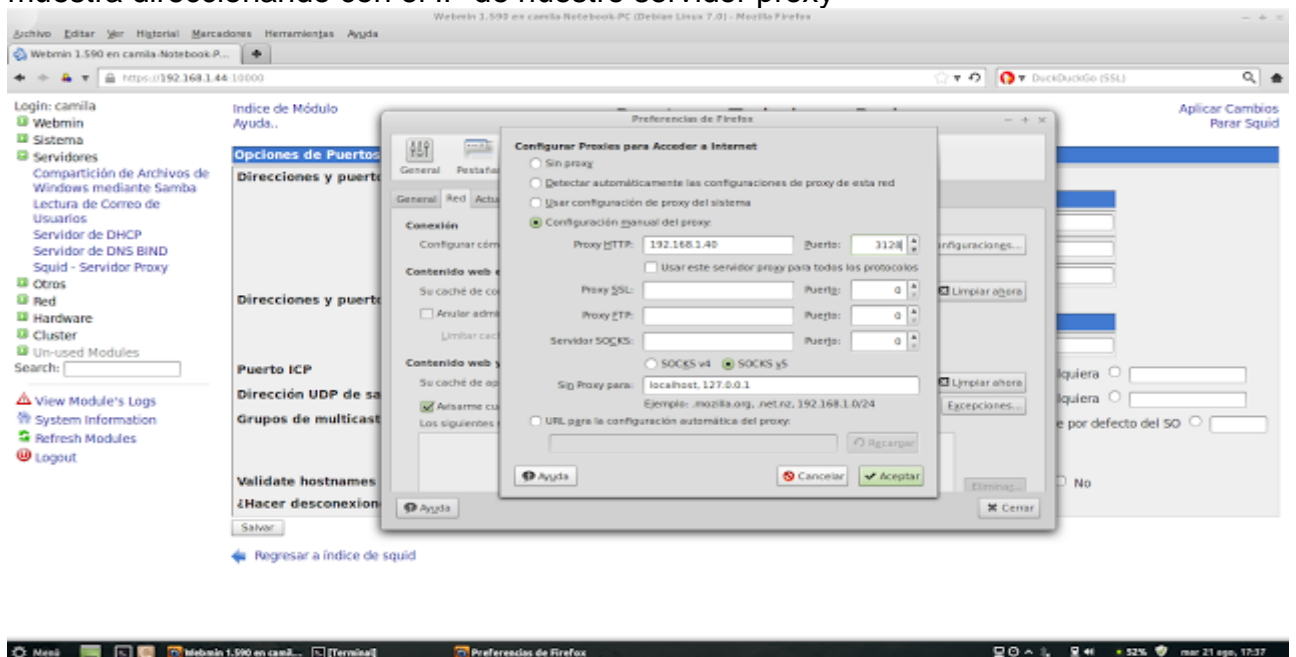 muestra direccionando con el IP de nuestro servidor proxy
Webmin 1.590 en camila-Notebook-PC (Debian Linux 7.0) - Mozilla Firefox
Archivo Editar Ver Historial Marcadores Herramientas Ayuda
Webmin 1.590 en camila-Notebook-P...
https://192.168.1.44:10000
DuckDuckGo (SSL)
Login: camila
Webmin
Sistema
Servidores
Compartición de Archivos de
Windows mediante Samba
Lectura de Correo de
Usuarios
Servidor de DHCP
Servidor de DNS BIND
Squid - Servidor Proxy
Otros
Red
Hardware
Cluster
Un-used Modules
Search:
View Module's Logs
System Information
Refresh Modules
Logout
Indice de Módulo
Ayuda..
Aplicar Cambios
Parar Squid
Opciones de Puertos
Direcciones y puerto
Direcciones y puerto
Puerto ICP
Dirección UDP de sa
Grupos de multicast
Validate hostnames
¿Hacer desconexion
lquiera
lquiera
e por defecto del SO
No
Salvar
Regresar a índice de squid
Preferencias de Firefox
General Pestañas
General Red Actu
Conexión
Configurar cóm
onfiguraciones...
Contenido web e
Su caché de co
Limpiar ahora
Anular admi
Limitar cac
Contenido web y
Su caché de ap
Limpiar ahora
Avisarme cu
Excepciones...
Los siguientes
Eliminar...
Ayuda
Cerrar
Configurar Proxies para Acceder a Internet
Sin proxy
Detectar automáticamente las configuraciones de proxy de esta red
Usar configuración de proxy del sistema
Configuración manual del proxy:
Proxy HTTP: 192.168.1.40 Puerto: 3128
Usar este servidor proxy para todos los protocolos
Proxy SSL: Puerto: 0
Proxy FTP: Puerto: 0
Servidor SOCKS: Puerto: 0
SOCKS v4 SOCKS v5
Sin Proxy para: localhost, 127.0.0.1
Ejemplo: .mozilla.org, .net.nz, 192.168.1.0/24
URL para la configuración automática del proxy:
Recargar
Ayuda
Cancelar
Aceptar
Menú
Webmin 1.590 en camil...
[Terminal]
Preferencias de Firefox
52%
mar 21 ago, 17:37